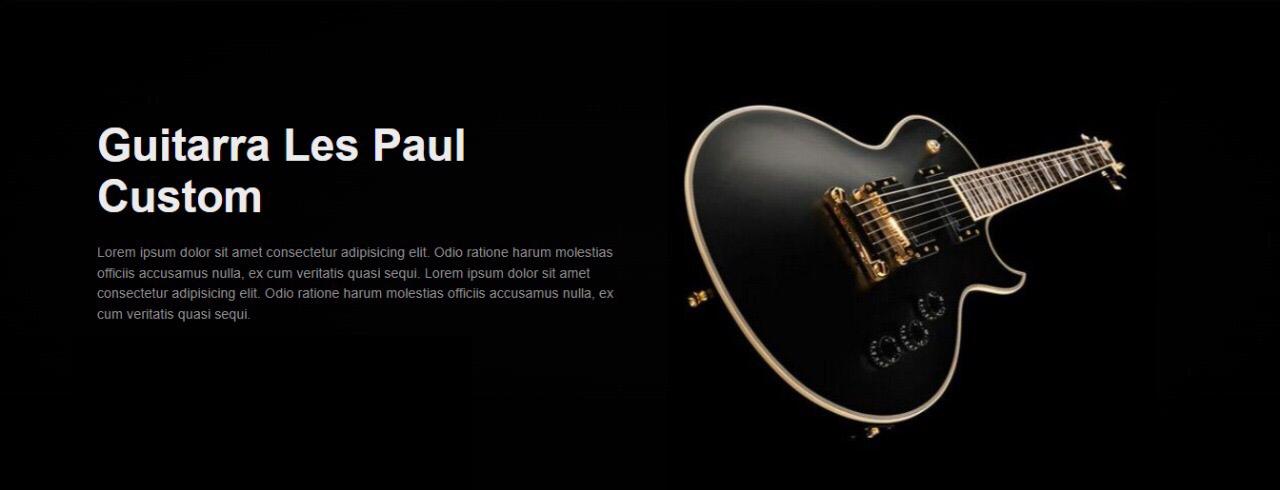 Guitarra Les Paul
Custom
Lorem ipsum dolor sit amet consectetur adipisicing elit. Odio ratione harum molestias
officiis accusamus nulla, ex cum veritatis quasi sequi. Lorem ipsum dolor sit amet
consectetur adipisicing elit. Odio ratione harum molestias officiis accusamus nulla, ex
cum veritatis quasi sequi.